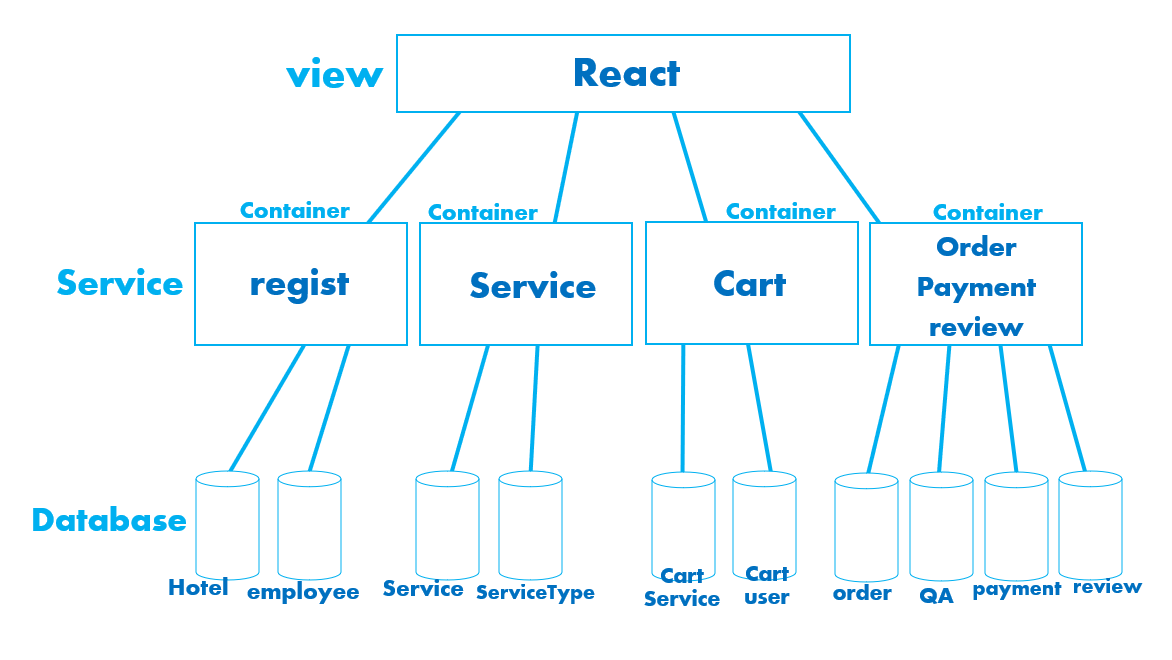 view
React
Container
Container
Container
Container
Service
regist
Service
Cart
Order
Payment
review
Database
Hotel
employee
Service
ServiceType
Cart
Service
Cart
user
order
QA
payment
review